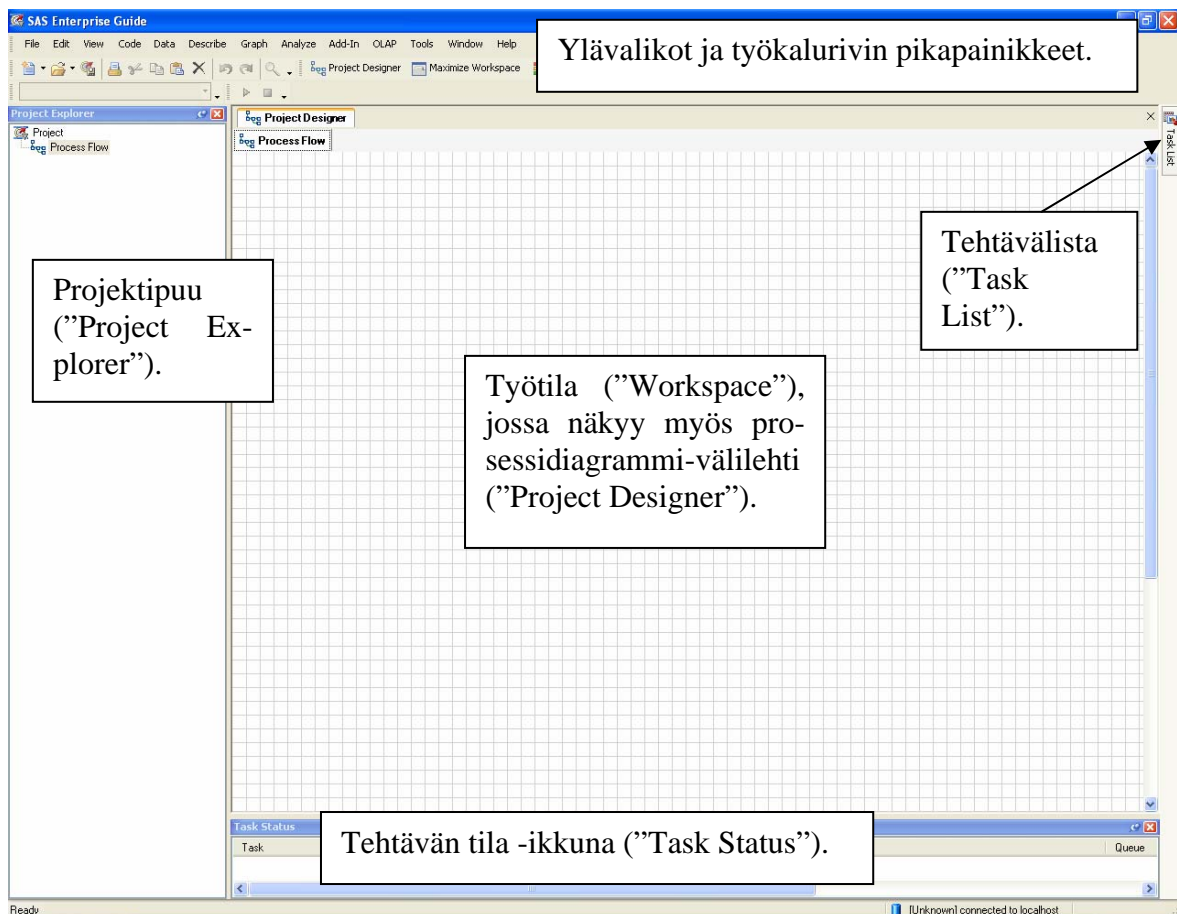 SAS Enterprise Guide
File Edit View Code Data Describe Graph Analyze Add-In OLAP Tools Window Help
Project Designer Maximize Workspace
Ylävalikot ja työkalurivin pikapainikkeet.
Project Explorer
Project
Process Flow
Project Designer
Process Flow
Task List
Tehtävälista
(”Task
List”).
Projektipuu
(”Project Ex-
plorer”).
Työtila (”Workspace”),
jossa näkyy myös pro-
sessidiagrammi-välilehti
(”Project Designer”).
Task Status
Task
Queue
Tehtävän tila -ikkuna (”Task Status”).
Ready
[Unknown] connected to localhost